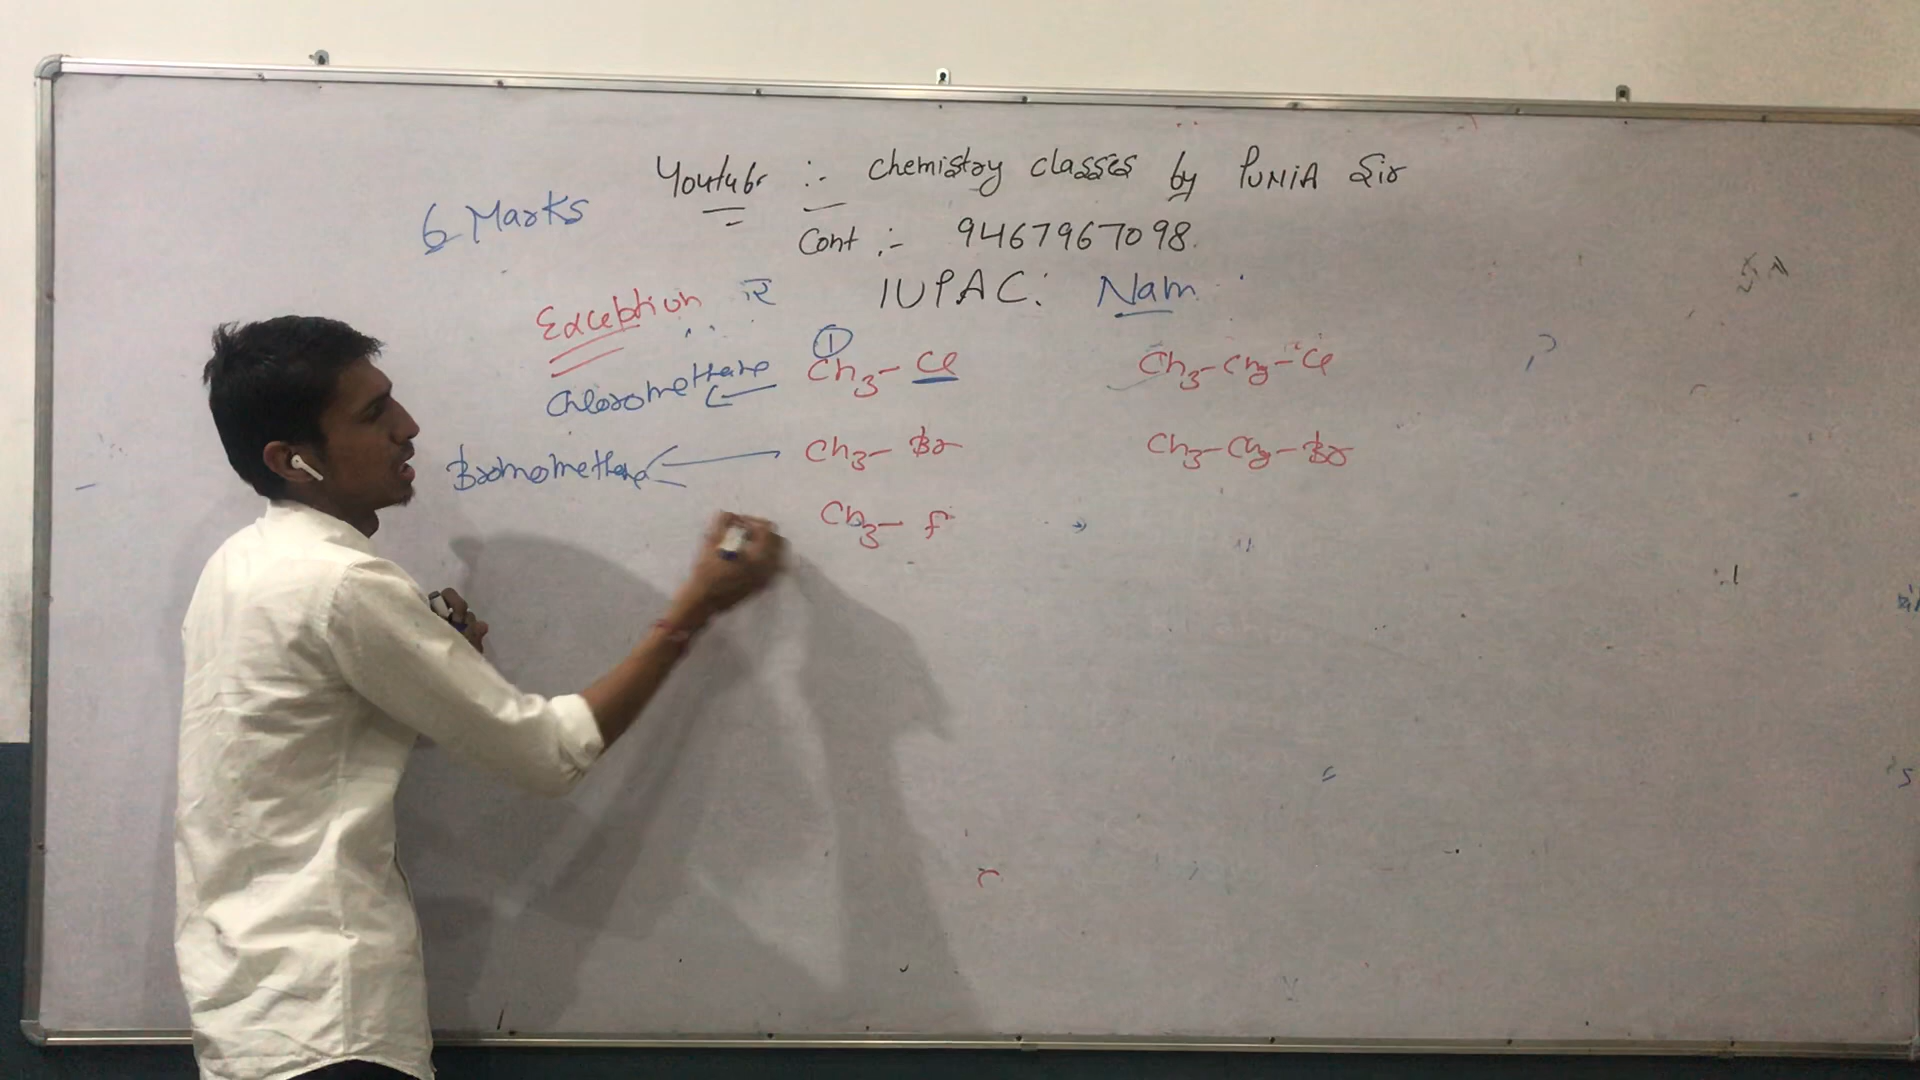 Youtube :- chemistry classes by PUNIA Sir
6 Marks
Cont :- 9467967098.
Exception
IUPAC: Nam
①
Chloromethane CH3-Cl CH3-CH2-Cl
Bromomethane CH3-Br CH3-CH2-Br
CH3-F